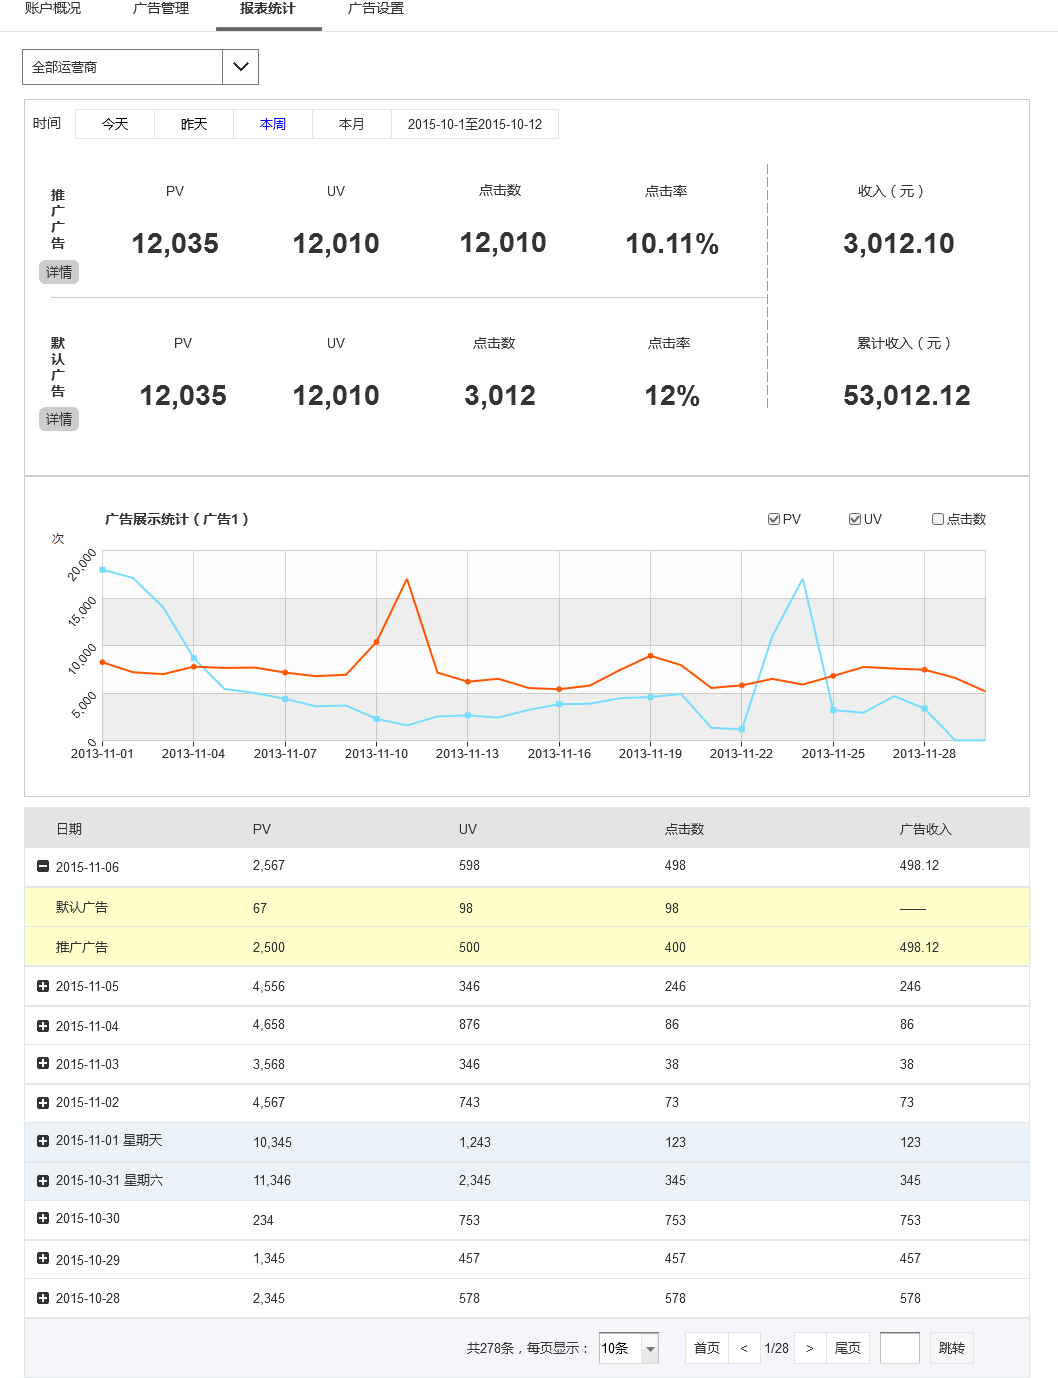 账户概况 广告管理 报表统计 广告设置
全部运营商
时间 今天 昨天 本周 本月 2015-10-1至2015-10-12
推广广告
详情
PV UV 点击数 点击率 收入（元）
12,035 12,010 12,010 10.11% 3,012.10
默认广告
详情
PV UV 点击数 点击率 累计收入（元）
12,035 12,010 3,012 12% 53,012.12
广告展示统计（广告1） PV UV 点击数
次
20,000
15,000
10,000
5,000
0
2013-11-01 2013-11-04 2013-11-07 2013-11-10 2013-11-13 2013-11-16 2013-11-19 2013-11-22 2013-11-25 2013-11-28
日期 PV UV 点击数 广告收入
2015-11-06 2,567 598 498 498.12
默认广告 67 98 98 ——
推广广告 2,500 500 400 498.12
2015-11-05 4,556 346 246 246
2015-11-04 4,658 876 86 86
2015-11-03 3,568 346 38 38
2015-11-02 4,567 743 73 73
2015-11-01 星期天 10,345 1,243 123 123
2015-10-31 星期六 11,346 2,345 345 345
2015-10-30 234 753 753 753
2015-10-29 1,345 457 457 457
2015-10-28 2,345 578 578 578
共278条，每页显示： 10条 首页 < 1/28 > 尾页 跳转